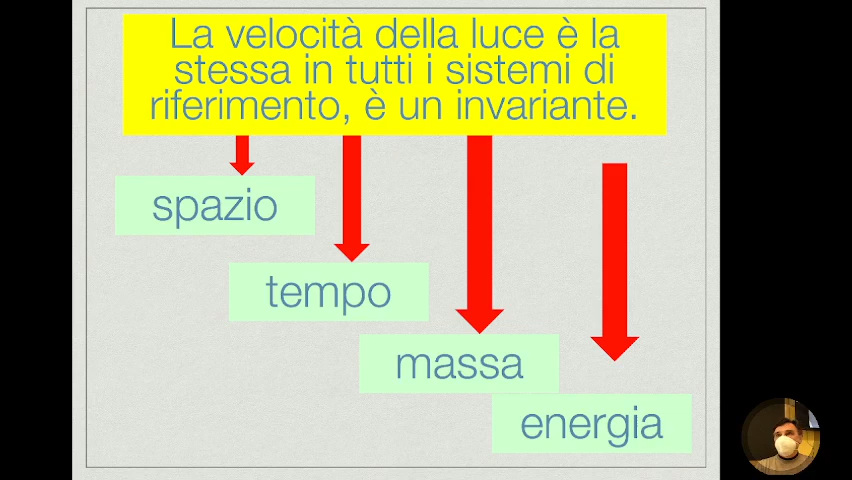 La velocità della luce è la
stessa in tutti i sistemi di
riferimento, è un invariante.
spazio
tempo
massa
energia